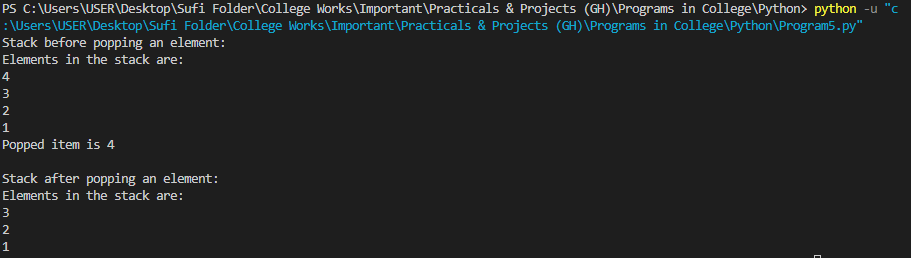 PS C:\Users\USER\Desktop\Sufi Folder\College Works\Important\Practicals & Projects (GH)\Programs in College\Python> python -u "c
:\Users\USER\Desktop\Sufi Folder\College Works\Important\Practicals & Projects (GH)\Programs in College\Python\Program5.py"
Stack before popping an element:
Elements in the stack are:
4
3
2
1
Popped item is 4

Stack after popping an element:
Elements in the stack are:
3
2
1